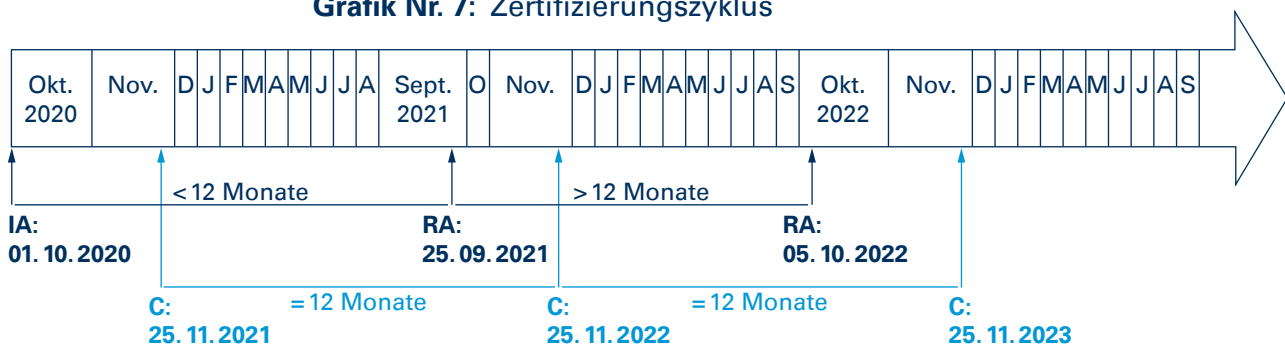 Grafik Nr. 7: Zertifizierungszyklus
Okt. 2020 Nov. D J F M A M J J A Sept. 2021 O Nov. D J F M A M J J A S Okt. 2022 Nov. D J F M A M J J A S
<12 Monate >12 Monate
IA: RA: RA:
01.10.2020 25.09.2021 05.10.2022
=12 Monate =12 Monate
C: C: C:
25.11.2021 25.11.2022 25.11.2023